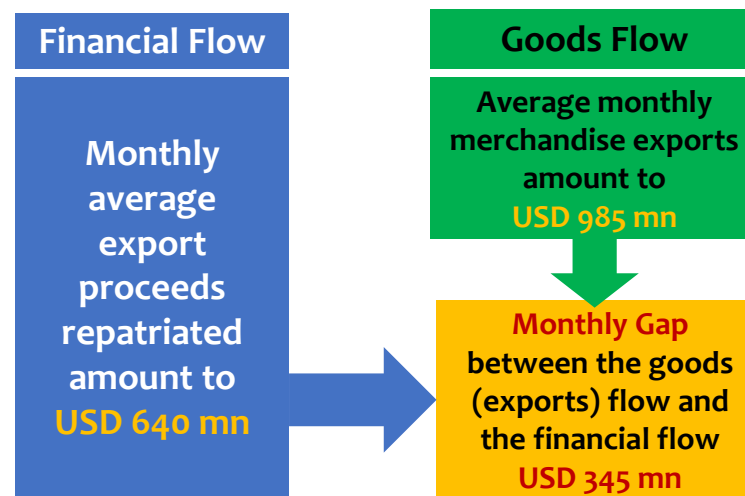 Financial Flow
Monthly
average
export
proceeds
repatriated
amount to
USD 640 mn
Goods Flow
Average monthly
merchandise exports
amount to
USD 985 mn
Monthly Gap
between the goods
(exports) flow and
the financial flow
USD 345 mn